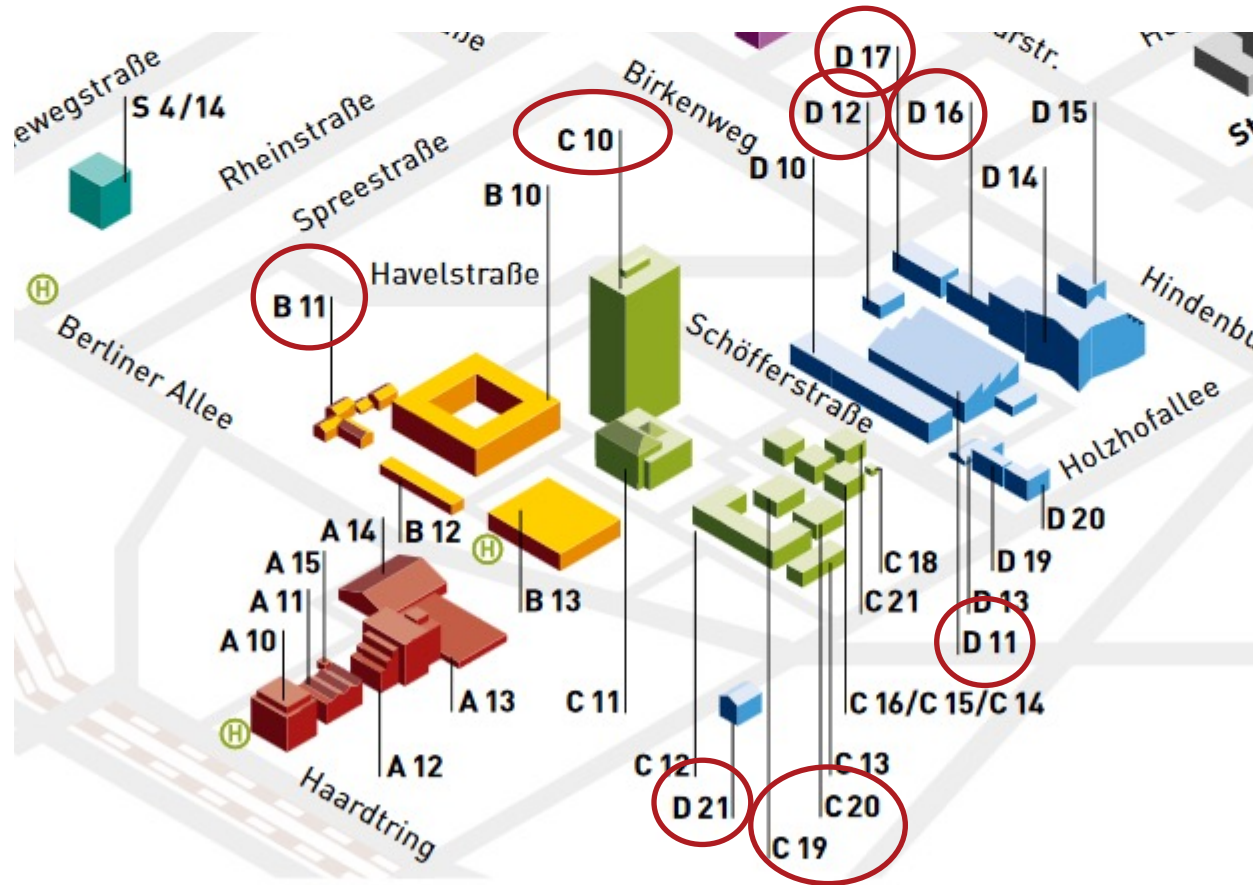 D 17
urstr.
ewegstraße
S 4/14
Birkenweg
D 12
D 16
D 15
Rheinstraße
C 10
St
D 10
D 14
Spreestraße
B 10
Havelstraße
H
B 11
Hindenbu
Berliner Allee
Schöfferstraße
Holzhofallee
D 20
A 14
B 12
H
A 15
C 18
D 19
A 11
B 13
C 21
D 13
A 10
D 11
A 13
C 11
C 16/C 15/C 14
H
A 12
C 12
C 13
Haardtring
D 21
C 20
C 19